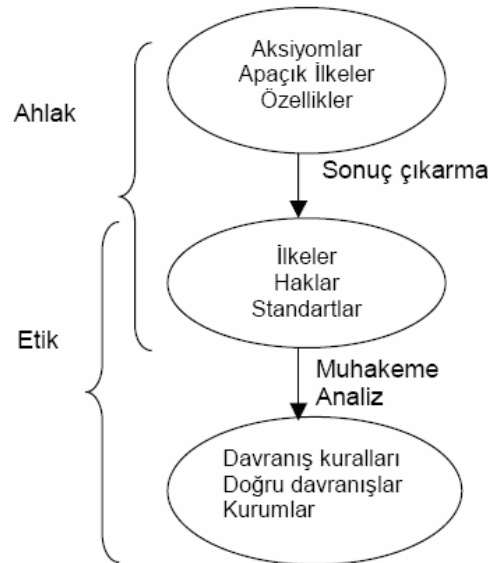 Aksiyomlar
Apaçık İlkeler
Özellikler
Ahlak
Sonuç çıkarma
İlkeler
Haklar
Standartlar
Etik
Muhakeme
Analiz
Davranış kuralları
Doğru davranışlar
Kurumlar